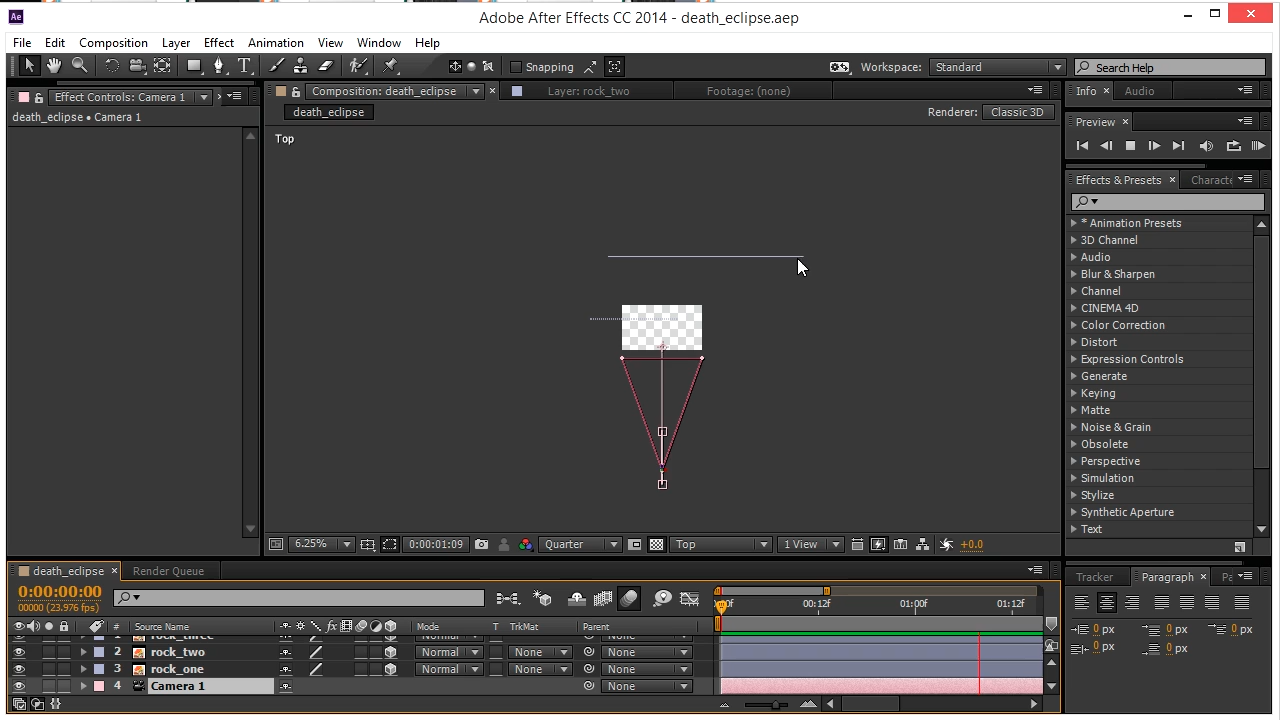 Ae Adobe After Effects CC 2014 - death_eclipse.aep
File Edit Composition Layer Effect Animation View Window Help
T Snapping Workspace: Standard Search Help
Effect Controls: Camera 1 Composition: death_eclipse Layer: rock_two Footage: (none) Info Audio
death_eclipse • Camera 1 death_eclipse Renderer: Classic 3D
Top
Preview
Effects & Presets Characte
* Animation Presets
3D Channel
Audio
Blur & Sharpen
Channel
CINEMA 4D
Color Correction
Distort
Expression Controls
Generate
Keying
Matte
Noise & Grain
Obsolete
Perspective
Simulation
Stylize
Synthetic Aperture
Text
6.25% 0:00:01:09 Quarter Top 1 View +0.0
death_eclipse Render Queue Tracker Paragraph Pa
0:00:00:00
00000 (23.976 fps) 00:12f 01:00f 01:12f
# Source Name fx Mode T TrkMat Parent
0 px 0 px 0 px
0 px 0 px
1 rock_three
2 rock_two Normal None None
3 rock_one Normal None None
4 Camera 1 None